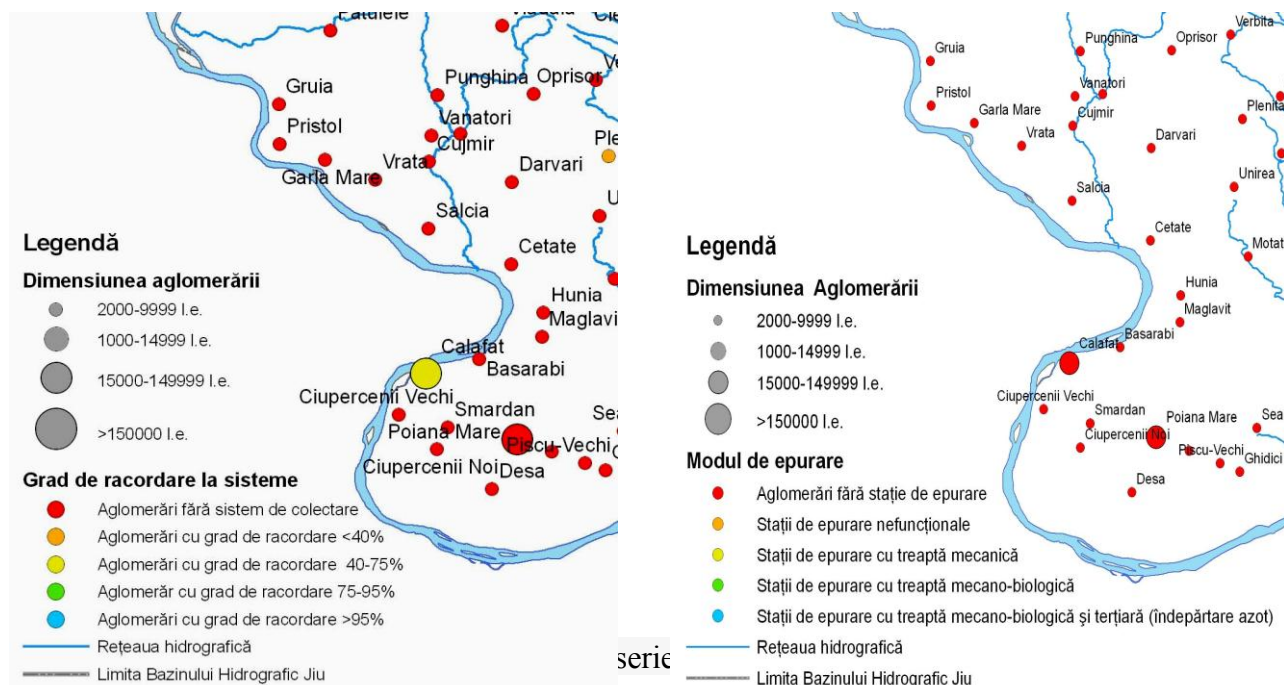 Patulele
Gruia
Pristol
Garla Mare
Vrata
Punghina
Oprisor
Vanatori
Cujmir
Darvari
Salcia
Cetate
Hunia
Maglavit
Calafat
Basarabi
Ciupercenii Vechi
Smardan
Poiana Mare
Piscu-Vechi
Ciupercenii Noi
Desa
Sea
Ple
U
Legendă
Dimensiunea aglomerării
2000-9999 l.e.
1000-14999 l.e.
15000-149999 l.e.
>150000 l.e.
Grad de racordare la sisteme
Aglomerări fără sistem de colectare
Aglomerări cu grad de racordare <40%
Aglomerări cu grad de racordare 40-75%
Aglomerăr cu grad de racordare 75-95%
Aglomerări cu grad de racordare >95%
Rețeaua hidrografică
Limita Bazinului Hidrografic Jiu
serie
Verbita
Gruia
Punghina
Oprisor
Pristol
Vanatori
Garla Mare
Cujmir
Plenita
Vrata
Darvari
Unirea
Salcia
Cetate
Motat
Hunia
Maglavit
Basarabi
Calafat
Ciupercenii Vechi
Smardan
Poiana Mare
Sea
Ciupercenii Noi
Piscu-Vechi
Ghidici
Desa
Legendă
Dimensiunea Aglomerării
2000-9999 l.e.
1000-14999 l.e.
15000-149999 l.e.
>150000 l.e.
Modul de epurare
Aglomerări fără stație de epurare
Stații de epurare nefuncționale
Stații de epurare cu treaptă mecanică
Stații de epurare cu treaptă mecano-biologică
Stații de epurare cu treaptă mecano-biologică și terțiară (îndepărtare azot)
Rețeaua hidrografică
Limita Bazinului Hidrografic Jiu